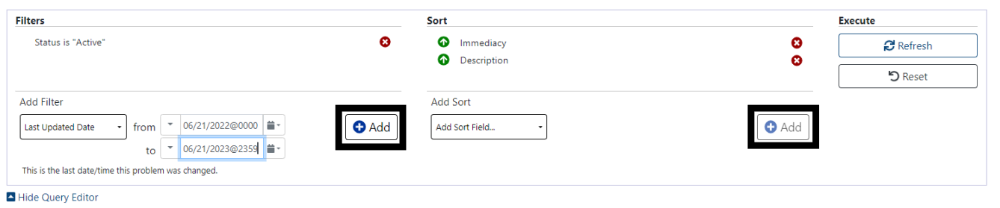 Filters
Status is "Active"
Sort
Immediacy
Description
Execute
Refresh
Reset
Add Filter
Last Updated Date from 06/21/2022@0000 Add
to 06/21/2023@2359
This is the last date/time this problem was changed.
Add Sort
Add Sort Field... Add
Hide Query Editor